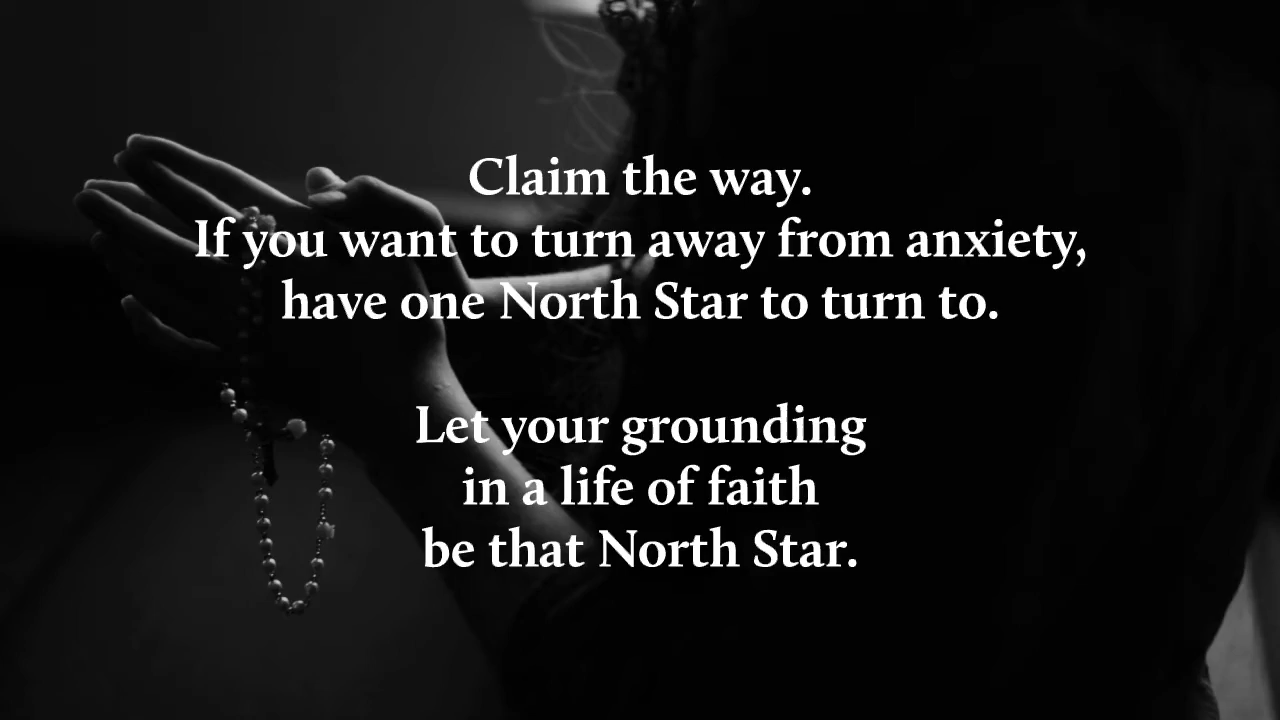 Claim the way.
If you want to turn away from anxiety,
have one North Star to turn to.
Let your grounding
in a life of faith
be that North Star.